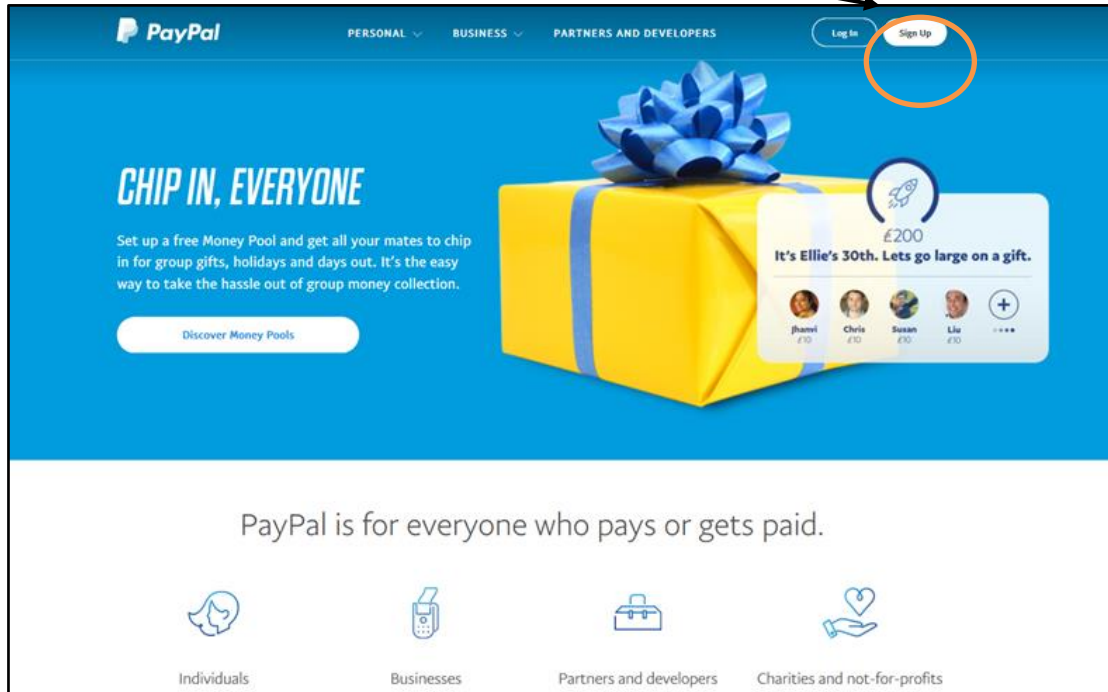 PayPal
PERSONAL
BUSINESS
PARTNERS AND DEVELOPERS
Log In
Sign Up
CHIP IN, EVERYONE
Set up a free Money Pool and get all your mates to chip
in for group gifts, holidays and days out. It's the easy
way to take the hassle out of group money collection.
Discover Money Pools
£200
It's Ellie's 30th. Lets go large on a gift.
Jhanvi
£10
Chris
£10
Susan
£10
Liu
£10
PayPal is for everyone who pays or gets paid.
Individuals
Businesses
Partners and developers
Charities and not-for-profits